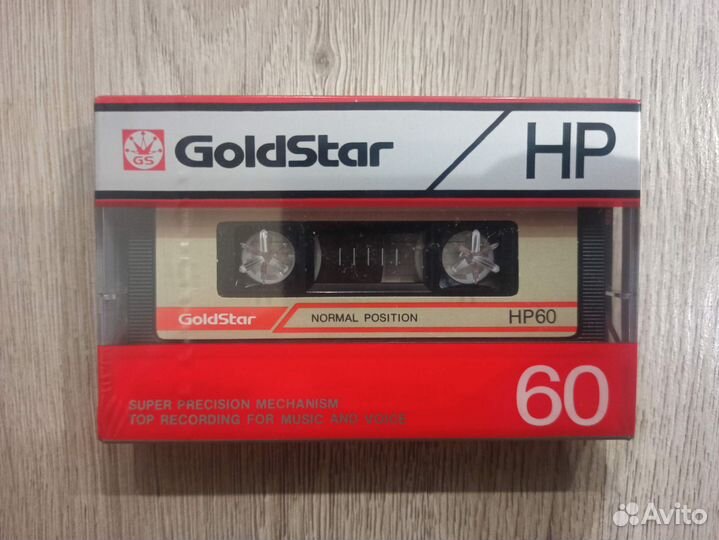 GS
GoldStar
HP
GoldStar
NORMAL POSITION
HP60
60
SUPER PRECISION MECHANISM
TOP RECORDING FOR MUSIC AND VOICE
Avito